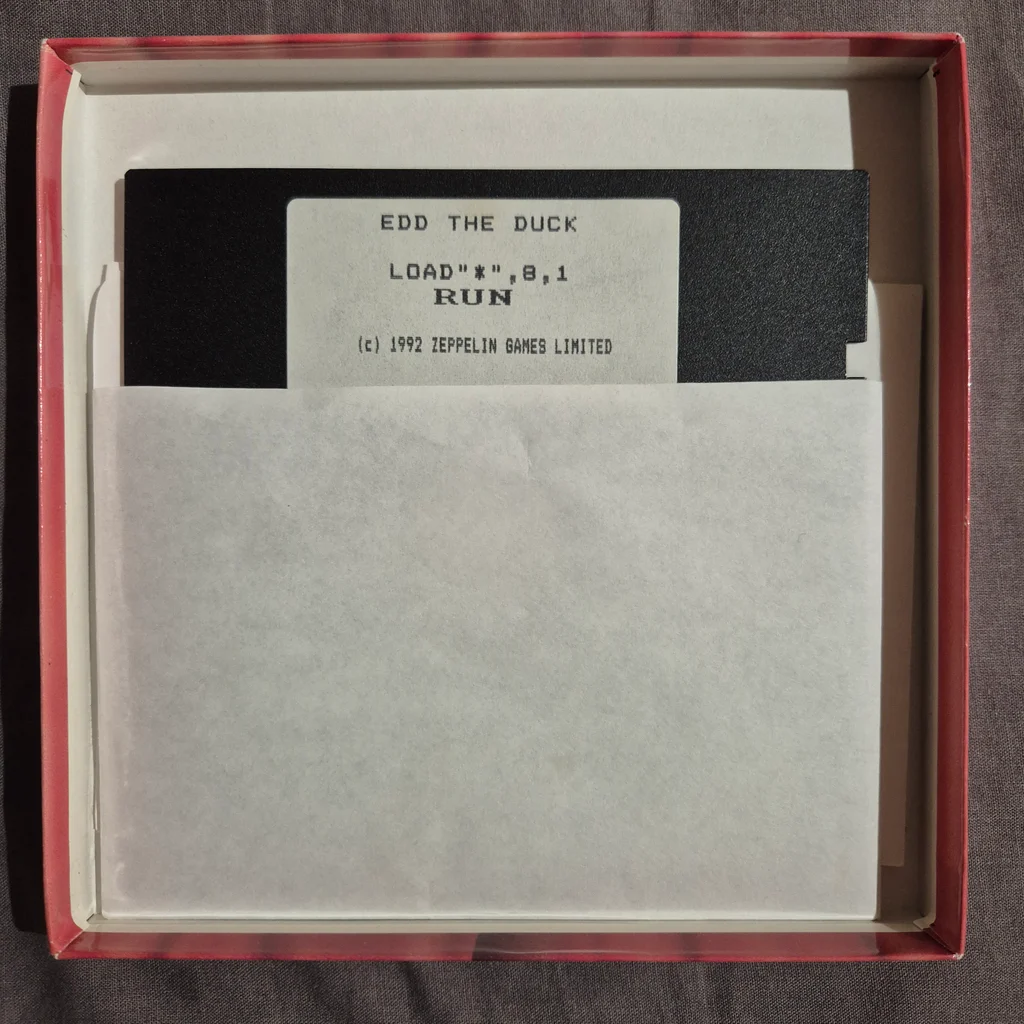 EDD THE DUCK
LOAD"*",8,1
RUN
(c) 1992 ZEPPELIN GAMES LIMITED